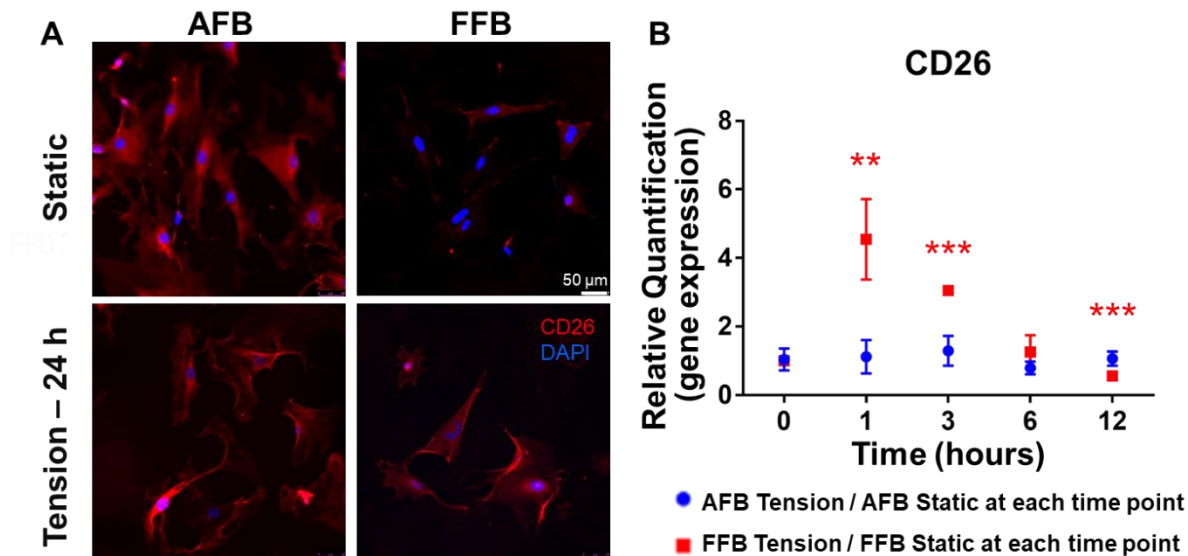 A
AFB
FFB
Static
FFBT
50 µm
Tension – 24 h
CD26
DAPI
B
CD26
Relative Quantification
(gene expression)
8
6
4
2
0
**
***
***
0 1 3 6 12
Time (hours)
AFB Tension / AFB Static at each time point
FFB Tension / FFB Static at each time point